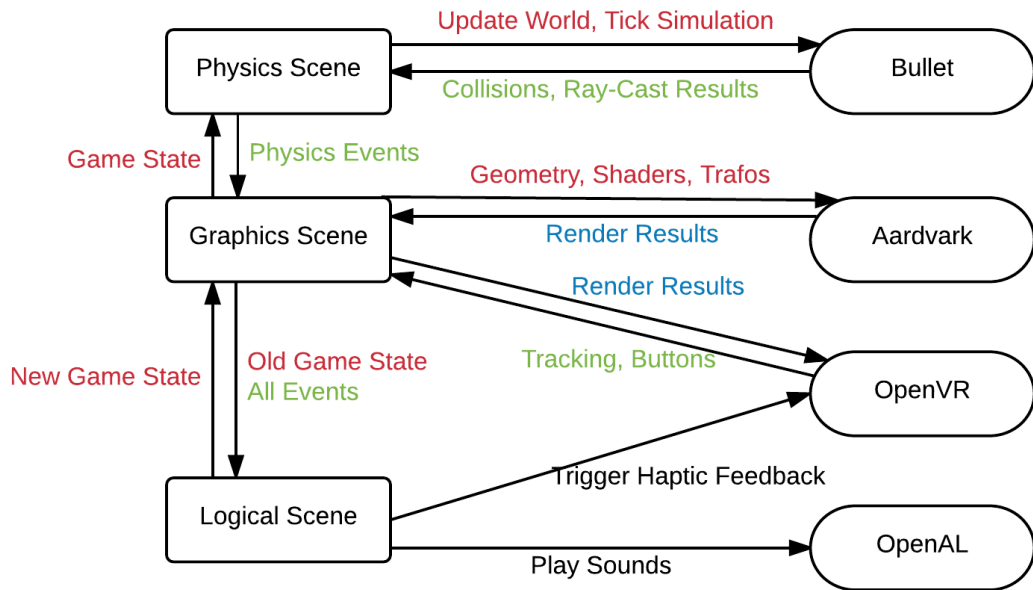 Update World, Tick Simulation
Physics Scene
Bullet
Collisions, Ray-Cast Results
Game State
Physics Events
Geometry, Shaders, Trafos
Graphics Scene
Aardvark
Render Results
Render Results
Tracking, Buttons
New Game State
Old Game State
All Events
OpenVR
Trigger Haptic Feedback
Logical Scene
OpenAL
Play Sounds